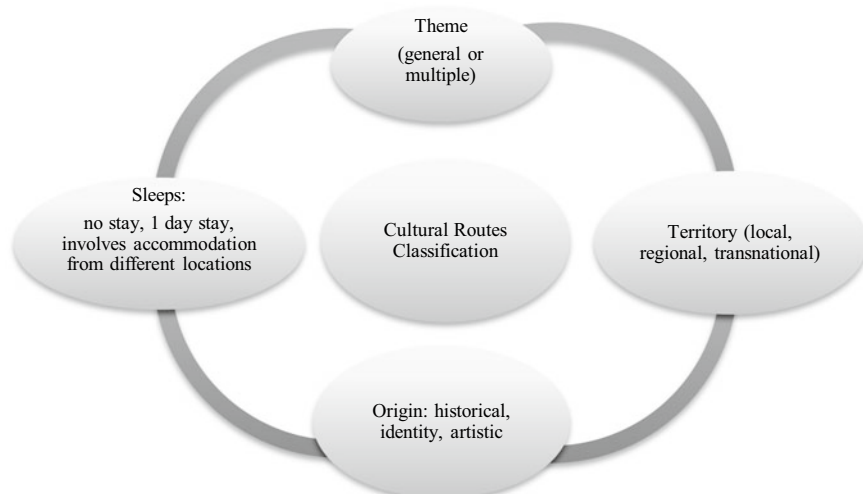 Theme
(general or
multiple)
Sleeps:
no stay, 1 day stay,
involves accommodation
from different locations
Cultural Routes
Classification
Territory (local,
regional, transnational)
Origin: historical,
identity, artistic